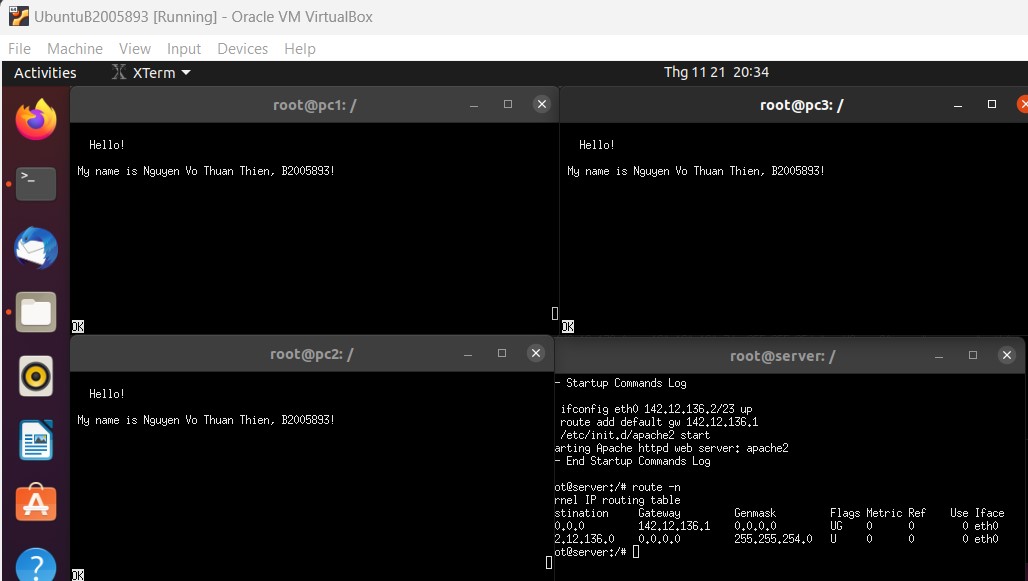 UbuntuB2005893 [Running] - Oracle VM VirtualBox
File Machine View Input Devices Help
Activities XTerm Thg 11 21 20:34
root@pc1: /
Hello!
My name is Nguyen Vo Thuan Thien, B2005893!
OK
root@pc3: /
Hello!
My name is Nguyen Vo Thuan Thien, B2005893!
OK
root@pc2: /
Hello!
My name is Nguyen Vo Thuan Thien, B2005893!
OK
root@server: /
- Startup Commands Log
ifconfig eth0 142.12.136.2/23 up
route add default gw 142.12.136.1
/etc/init.d/apache2 start
arting Apache httpd web server: apache2
- End Startup Commands Log
ot@server:/# route -n
rnel IP routing table
stination Gateway Genmask Flags Metric Ref Use Iface
0.0.0 142.12.136.1 0.0.0.0 UG 0 0 0 eth0
2.12.136.0 0.0.0.0 255.255.254.0 U 0 0 0 eth0
ot@server:/#